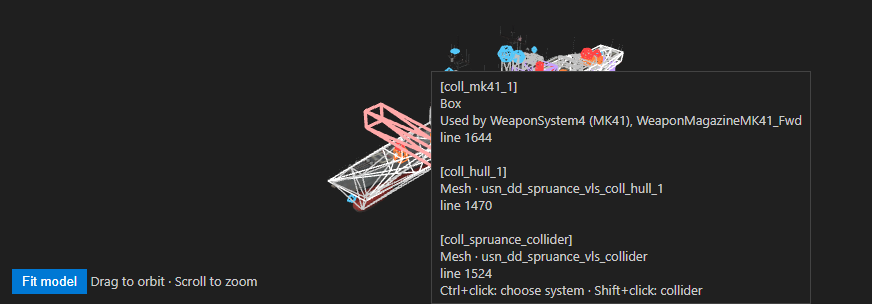 [coll_mk41_1]
Box
Used by WeaponSystem4 (MK41), WeaponMagazineMK41_Fwd
line 1644
[coll_hull_1]
Mesh · usn_dd_spruance_vls_coll_hull_1
line 1470
[coll_spruance_collider]
Mesh · usn_dd_spruance_vls_collider
line 1524
Ctrl+click: choose system · Shift+click: collider
Fit model Drag to orbit · Scroll to zoom